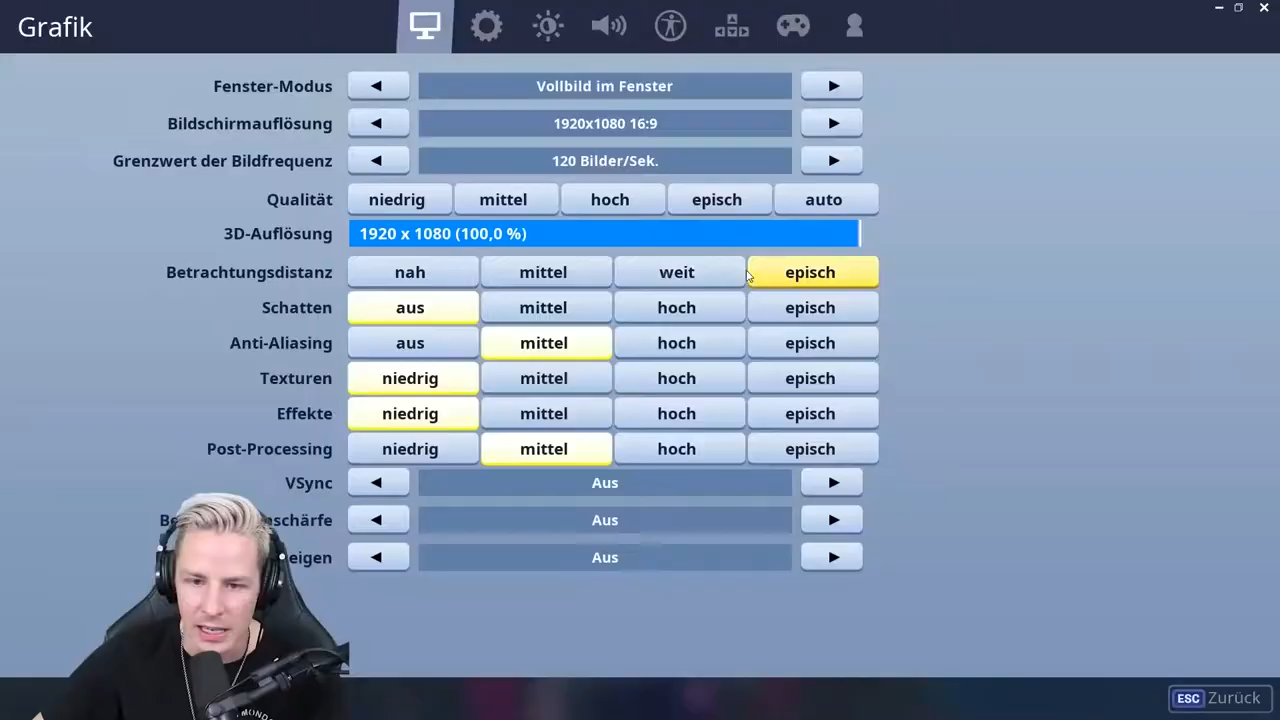 Grafik
Fenster-Modus Vollbild im Fenster
Bildschirmauflösung 1920x1080 16:9
Grenzwert der Bildfrequenz 120 Bilder/Sek.
Qualität niedrig mittel hoch episch auto
3D-Auflösung 1920 x 1080 (100,0 %)
Betrachtungsdistanz nah mittel weit episch
Schatten aus mittel hoch episch
Anti-Aliasing aus mittel hoch episch
Texturen niedrig mittel hoch episch
Effekte niedrig mittel hoch episch
Post-Processing niedrig mittel hoch episch
VSync Aus
Aus
Aus
ESC Zurück